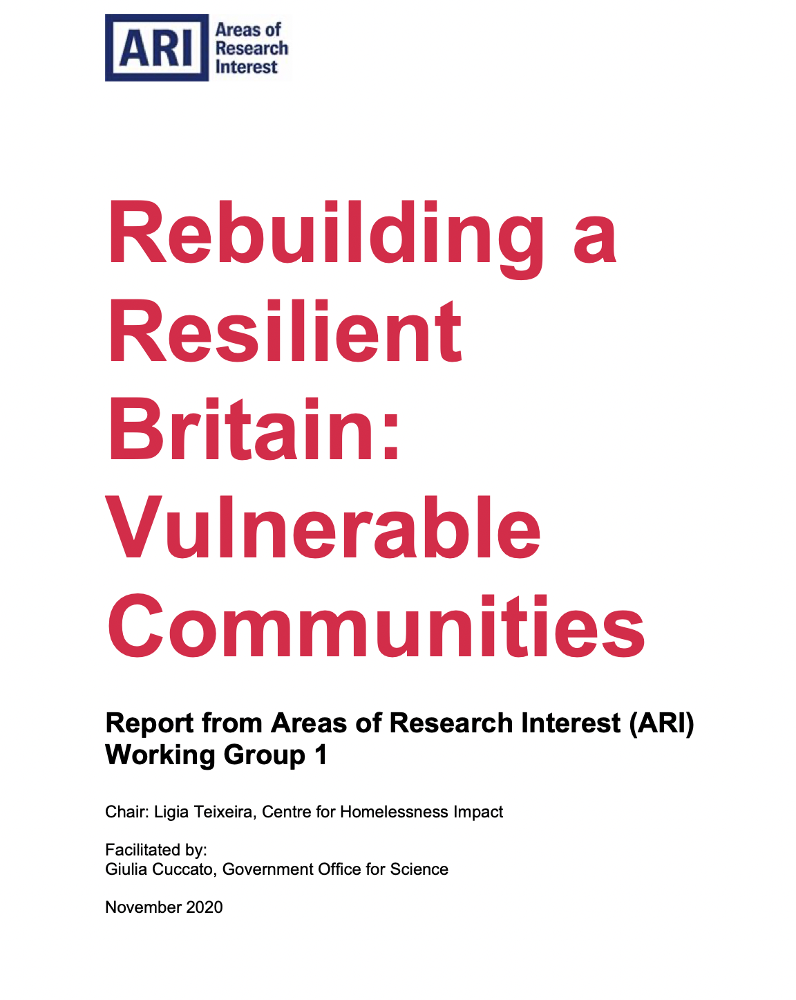 ARI
Areas of
Research
Interest
Rebuilding a
Resilient
Britain:
Vulnerable
Communities
Report from Areas of Research Interest (ARI)
Working Group 1
Chair: Ligia Teixeira, Centre for Homelessness Impact
Facilitated by:
Giulia Cuccato, Government Office for Science
November 2020